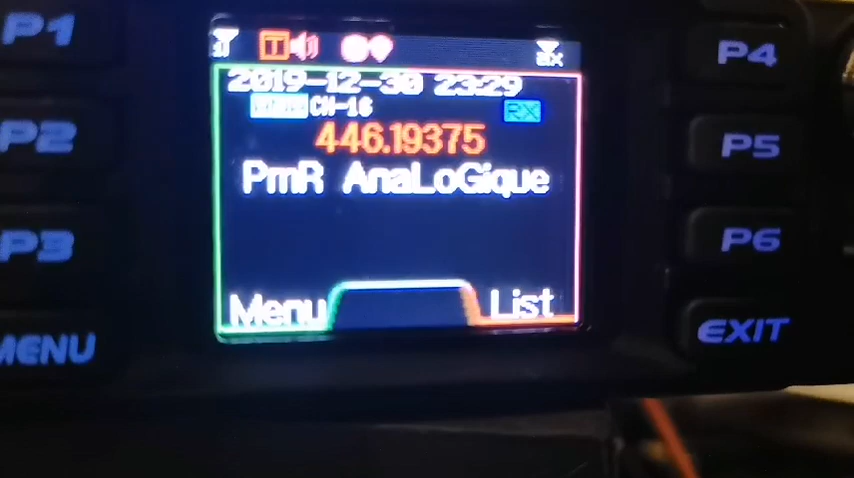 P1
P4
2019-12-30 23:29
CH-16
RX
446.19375
P2
P5
PmR AnaLoGique
P3
P6
Menu
List
MENU
EXIT